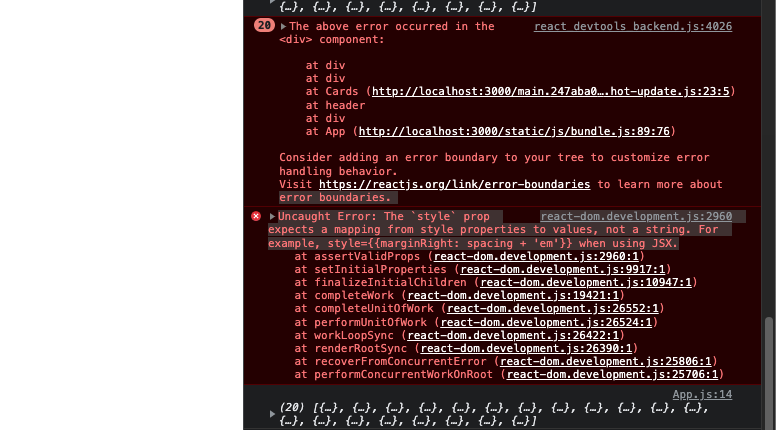 {…}, {…}, {…}, {…}, {…}, {…}, {…}, {…}]
20 ▶The above error occurred in the react_devtools_backend.js:4026
<div> component:
at div
at div
at Cards (http://localhost:3000/main.247aba0….hot-update.js:23:5)
at header
at div
at App (http://localhost:3000/static/js/bundle.js:89:76)
Consider adding an error boundary to your tree to customize error
handling behavior.
Visit https://reactjs.org/link/error-boundaries to learn more about
error boundaries.
▶Uncaught Error: The `style` prop react-dom.development.js:2960
expects a mapping from style properties to values, not a string. For
example, style={{marginRight: spacing + 'em'}} when using JSX.
at assertValidProps (react-dom.development.js:2960:1)
at setInitialProperties (react-dom.development.js:9917:1)
at finalizeInitialChildren (react-dom.development.js:10947:1)
at completeWork (react-dom.development.js:19421:1)
at completeUnitOfWork (react-dom.development.js:26552:1)
at performUnitOfWork (react-dom.development.js:26524:1)
at workLoopSync (react-dom.development.js:26422:1)
at renderRootSync (react-dom.development.js:26390:1)
at recoverFromConcurrentError (react-dom.development.js:25806:1)
at performConcurrentWorkOnRoot (react-dom.development.js:25706:1)
App.js:14
(20) [{…}, {…}, {…}, {…}, {…}, {…}, {…}, {…}, {…}, {…}, {…}, {…},
{…}, {…}, {…}, {…}, {…}, {…}, {…}, {…}]